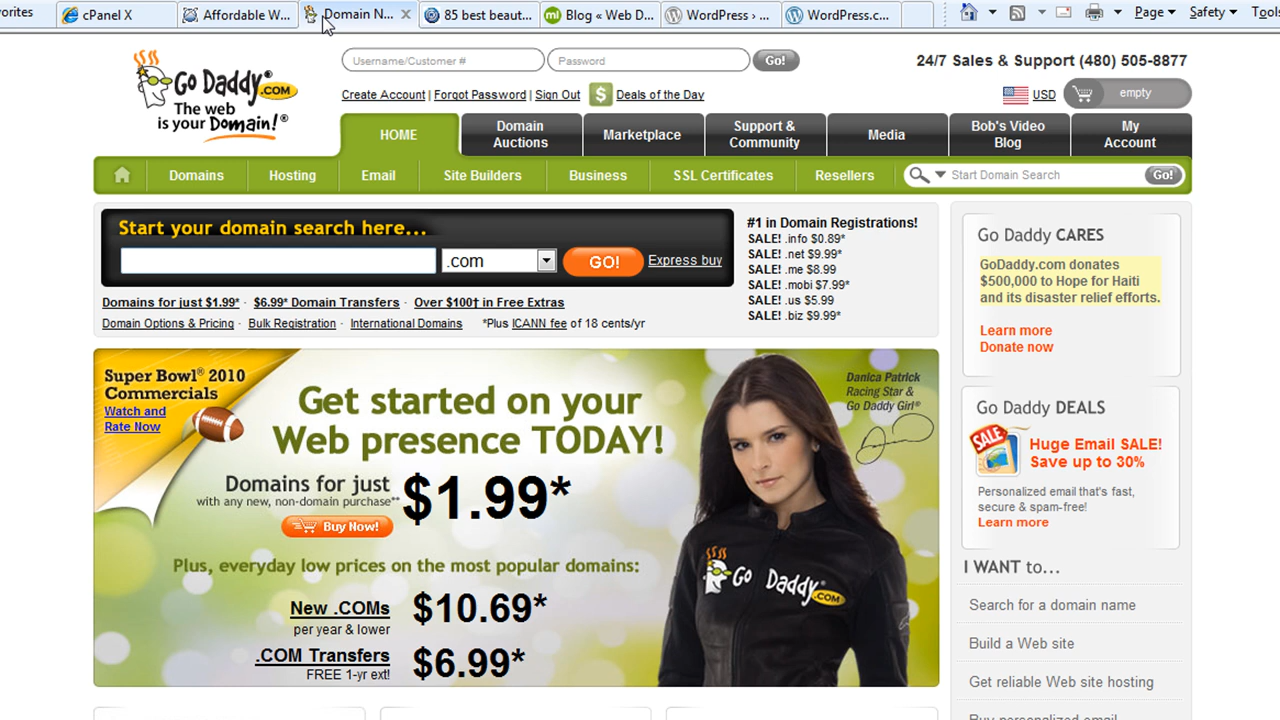 orites
cPanel X
Affordable W...
Domain N...
85 best beaut...
Blog « Web D...
WordPress › ...
WordPress.c...
Page
Safety
Tools
Go Daddy.COM
The web
is your Domain!®
Username/Customer #
Password
Go!
24/7 Sales & Support (480) 505-8877
Create Account | Forgot Password | Sign Out
$
Deals of the Day
USD
empty
HOME
Domain
Auctions
Marketplace
Support &
Community
Media
Bob's Video
Blog
My
Account
Domains
Hosting
Email
Site Builders
Business
SSL Certificates
Resellers
Start Domain Search
Go!
Start your domain search here...
.com
GO!
Express buy
Domains for just $1.99* · $6.99* Domain Transfers · Over $100† in Free Extras
Domain Options & Pricing · Bulk Registration · International Domains *Plus ICANN fee of 18 cents/yr
#1 in Domain Registrations!
SALE! .info $0.89*
SALE! .net $9.99*
SALE! .me $8.99
SALE! .mobi $7.99*
SALE! .us $5.99
SALE! .biz $9.99*
Go Daddy CARES
GoDaddy.com donates
$500,000 to Hope for Haiti
and its disaster relief efforts.
Learn more
Donate now
Super Bowl® 2010
Commercials
Watch and
Rate Now
Get started on your
Web presence TODAY!
Domains for just
with any new, non-domain purchase**
$1.99*
Buy Now!
Plus, everyday low prices on the most popular domains:
New .COMs
per year & lower
$10.69*
.COM Transfers
FREE 1-yr ext!
$6.99*
Danica Patrick
Racing Star &
Go Daddy Girl®
Go Daddy.COM
Go Daddy DEALS
SALE
Huge Email SALE!
Save up to 30%
Personalized email that's fast,
secure & spam-free!
Learn more
I WANT to...
Search for a domain name
Build a Web site
Get reliable Web site hosting
Buy personalized email